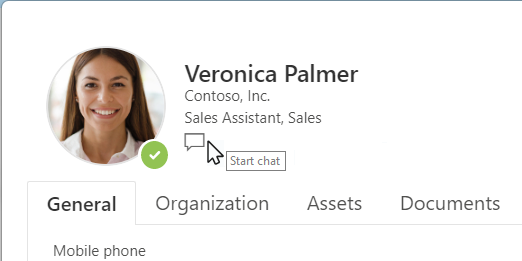 Veronica Palmer
Contoso, Inc.
Sales Assistant, Sales
Start chat
General Organization Assets Documents
Mobile phone